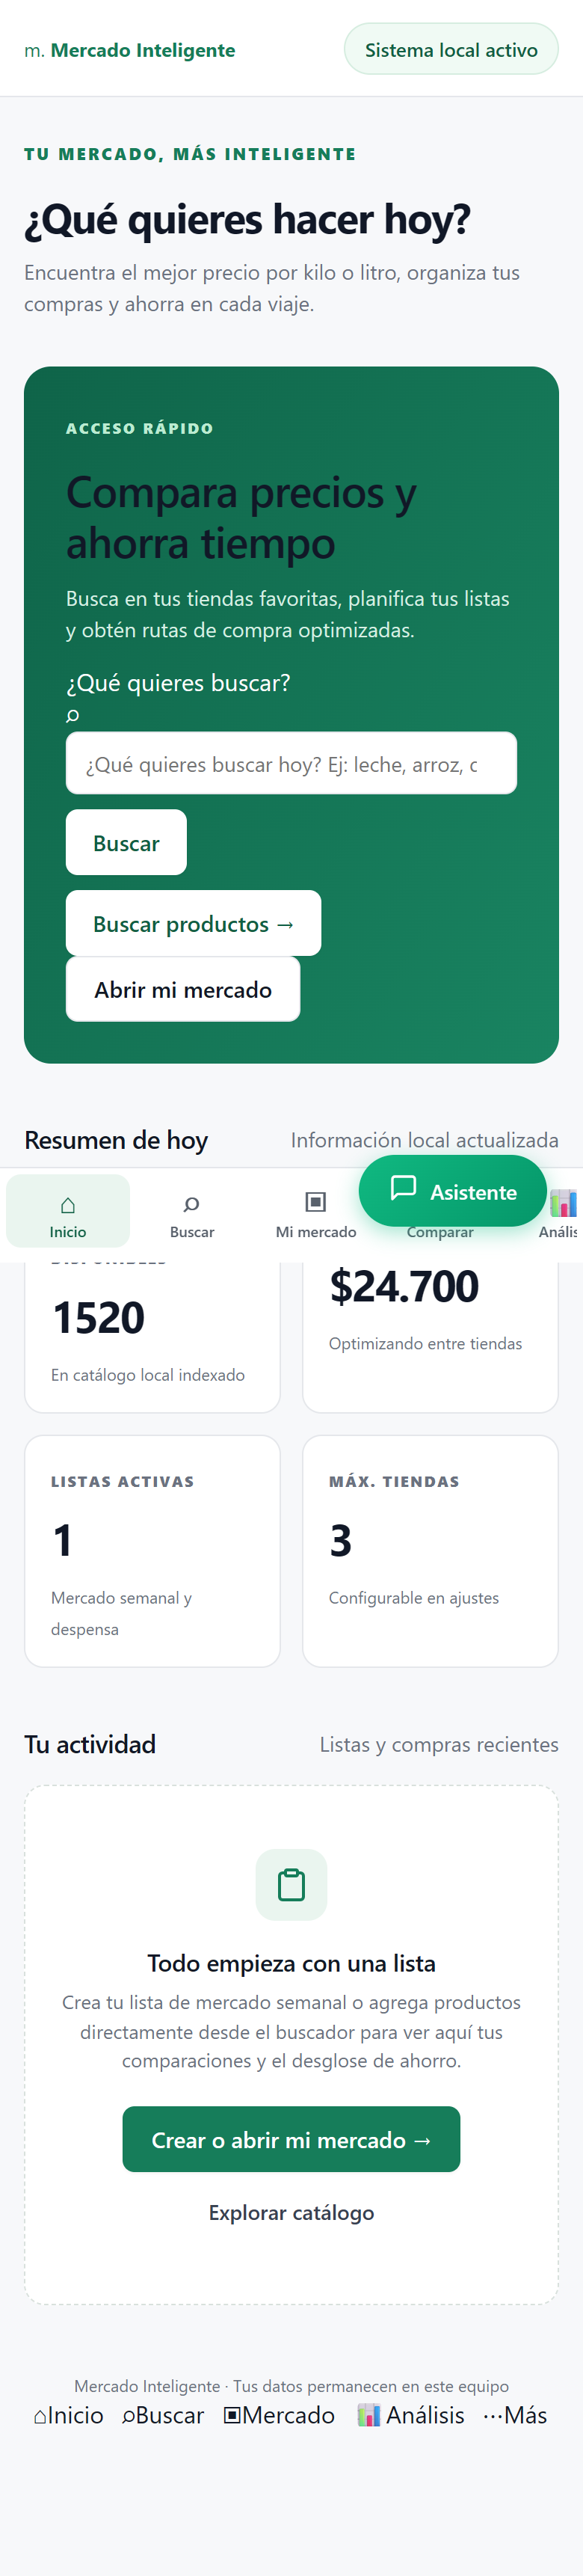 m. Mercado Inteligente
Sistema local activo
TU MERCADO, MÁS INTELIGENTE
¿Qué quieres hacer hoy?
Encuentra el mejor precio por kilo o litro, organiza tus
compras y ahorra en cada viaje.
ACCESO RÁPIDO
Compara precios y
ahorra tiempo
Busca en tus tiendas favoritas, planifica tus listas
y obtén rutas de compra optimizadas.
¿Qué quieres buscar?
¿Qué quieres buscar hoy? Ej: leche, arroz, c
Buscar
Buscar productos →
Abrir mi mercado
Resumen de hoy
Información local actualizada
Asistente
Inicio
Buscar
Mi mercado
Comparar
Anális
1520
En catálogo local indexado
$24.700
Optimizando entre tiendas
LISTAS ACTIVAS
1
Mercado semanal y
despensa
MÁX. TIENDAS
3
Configurable en ajustes
Tu actividad
Listas y compras recientes
Todo empieza con una lista
Crea tu lista de mercado semanal o agrega productos
directamente desde el buscador para ver aquí tus
comparaciones y el desglose de ahorro.
Crear o abrir mi mercado →
Explorar catálogo
Mercado Inteligente · Tus datos permanecen en este equipo
Inicio Buscar Mercado Análisis ···Más